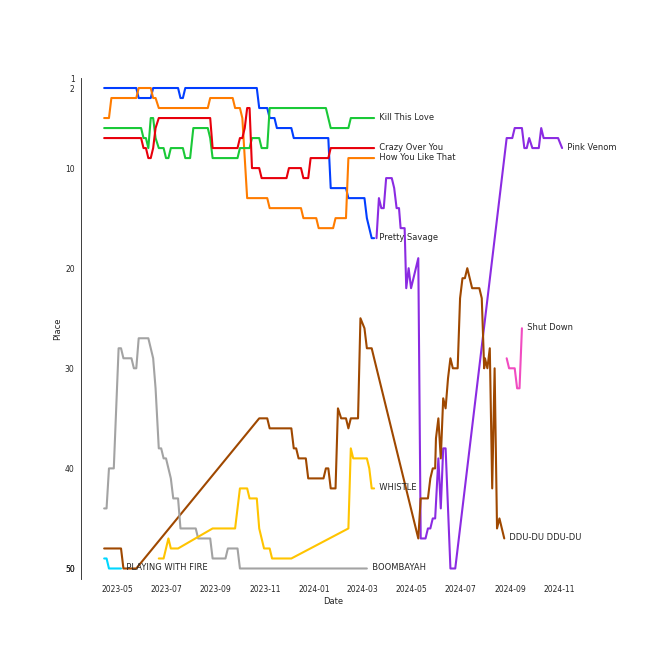 1
2
Kill This Love
Crazy Over You
Pink Venom
How You Like That
10
Pretty Savage
20
Shut Down
Place
30
40
WHISTLE
DDU-DU DDU-DU
50
PLAYING WITH FIRE
BOOMBAYAH
2023-05
2023-07
2023-09
2023-11
2024-01
2024-03
2024-05
2024-07
2024-09
2024-11
Date